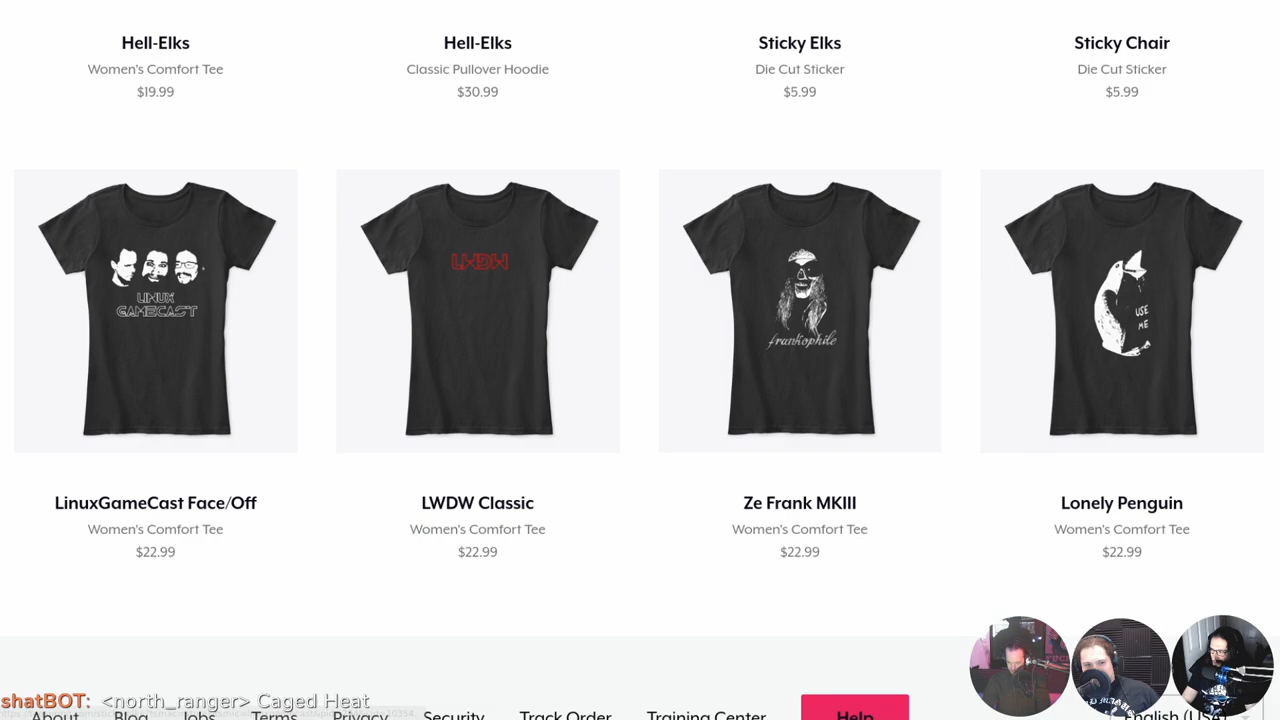 Hell-Elks
Women's Comfort Tee
$19.99
Hell-Elks
Classic Pullover Hoodie
$30.99
Sticky Elks
Die Cut Sticker
$5.99
Sticky Chair
Die Cut Sticker
$5.99
LINUX
GAMECAST
LWDW
frankophile
USE
ME
LinuxGameCast Face/Off
Women's Comfort Tee
$22.99
LWDW Classic
Women's Comfort Tee
$22.99
Ze Frank MKIII
Women's Comfort Tee
$22.99
Lonely Penguin
Women's Comfort Tee
$22.99
shatBOT: <north_ranger> Caged Heat
About Blog Jobs Terms Privacy Security Track Order Training Center Help English (USA)